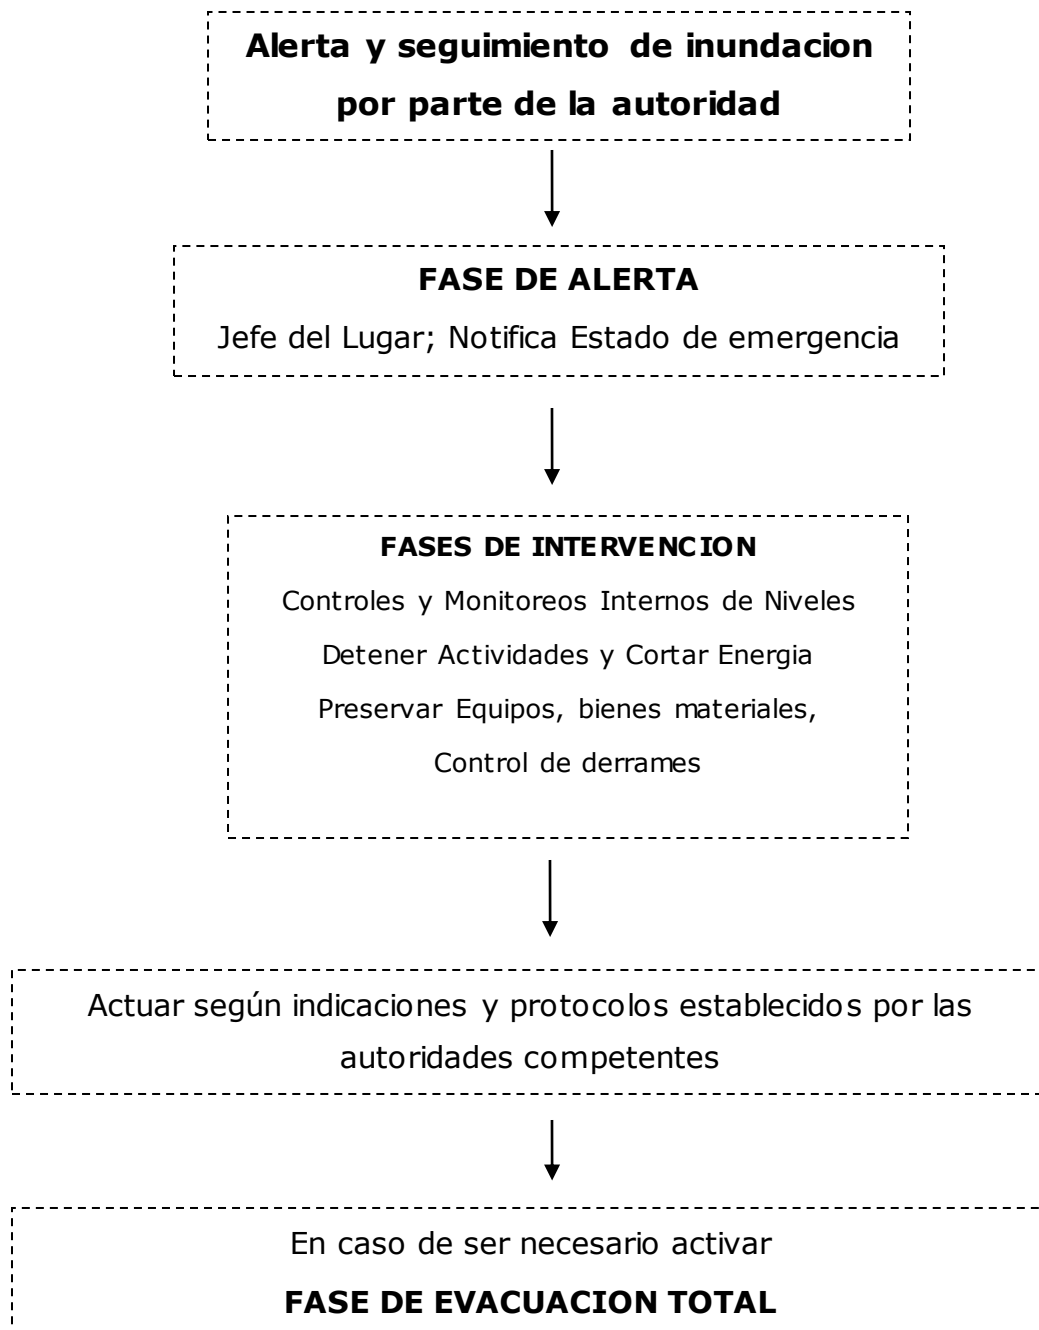 Alerta y seguimiento de inundacion
por parte de la autoridad
FASE DE ALERTA
Jefe del Lugar; Notifica Estado de emergencia
FASES DE INTERVENCION
Controles y Monitoreos Internos de Niveles
Detener Actividades y Cortar Energia
Preservar Equipos, bienes materiales,
Control de derrames
Actuar según indicaciones y protocolos establecidos por las
autoridades competentes
En caso de ser necesario activar
FASE DE EVACUACION TOTAL